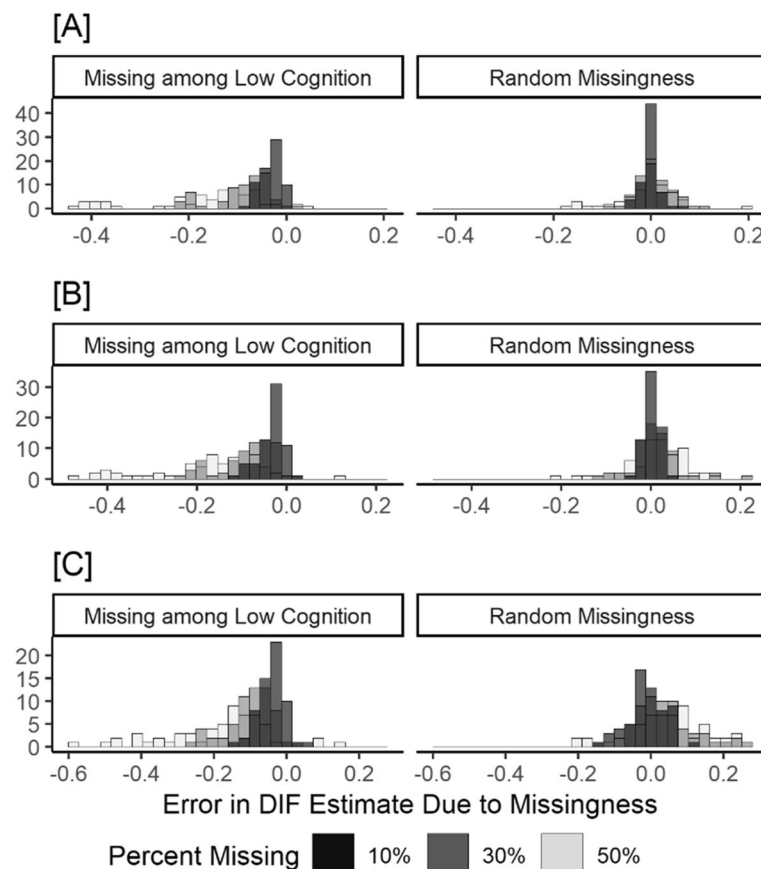 [A]
Missing among Low Cognition Random Missingness
40
30
20
10
0
-0.4 -0.2 0.0 0.2 -0.4 -0.2 0.0 0.2
[B]
Missing among Low Cognition Random Missingness
30
20
10
0
-0.4 -0.2 0.0 0.2 -0.4 -0.2 0.0 0.2
[C]
Missing among Low Cognition Random Missingness
20
15
10
5
0
-0.6 -0.4 -0.2 0.0 0.2 -0.6 -0.4 -0.2 0.0 0.2
Error in DIF Estimate Due to Missingness
Percent Missing 10% 30% 50%